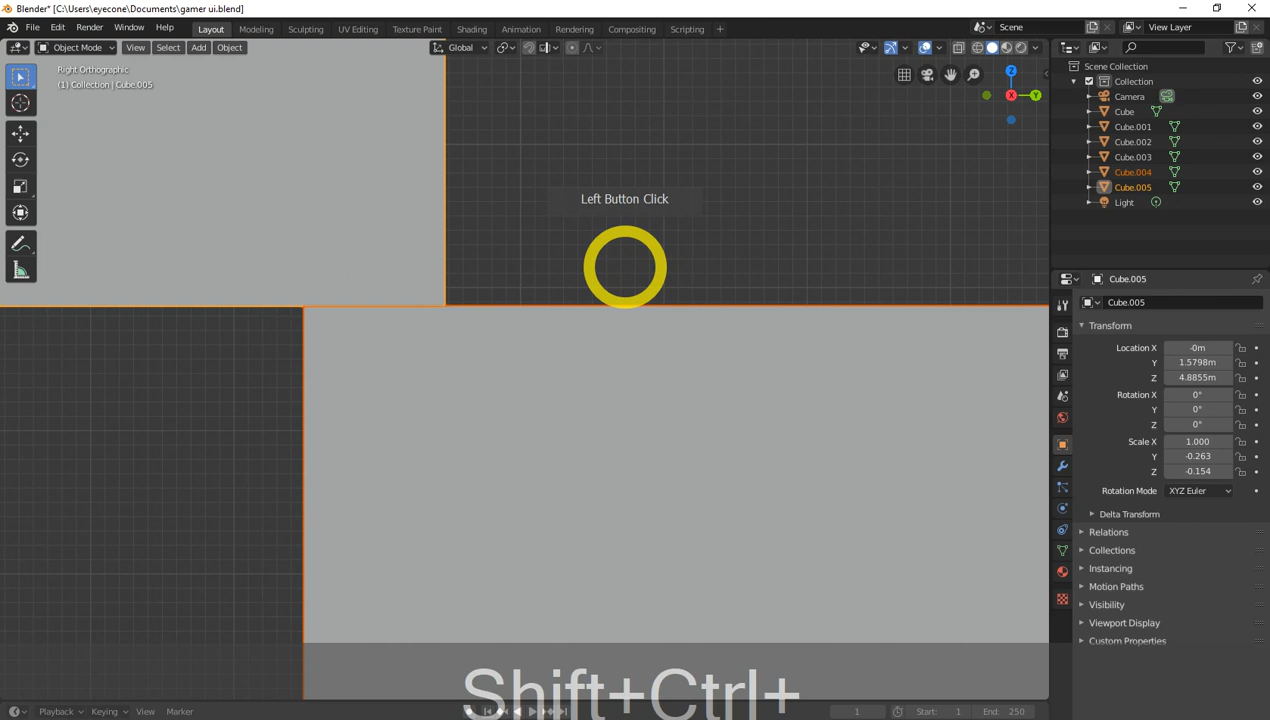 Blender* [C:\Users\eyecone\Documents\gamer ui.blend]
File Edit Render Window Help Layout Modeling Sculpting UV Editing Texture Paint Shading Animation Rendering Compositing Scripting + Scene View Layer
Object Mode View Select Add Object Global
Right Orthographic
(1) Collection | Cube.005
Z
X
Y
Left Button Click
Shift+Ctrl+
Scene Collection
Collection
Camera
Cube
Cube.001
Cube.002
Cube.003
Cube.004
Cube.005
Light
Cube.005
Cube.005
Transform
Location X -0m
Y 1.5798m
Z 4.8855m
Rotation X 0°
Y 0°
Z 0°
Scale X 1.000
Y -0.263
Z -0.154
Rotation Mode XYZ Euler
Delta Transform
Relations
Collections
Instancing
Motion Paths
Visibility
Viewport Display
Custom Properties
Playback Keying View Marker 1 Start: 1 End: 250